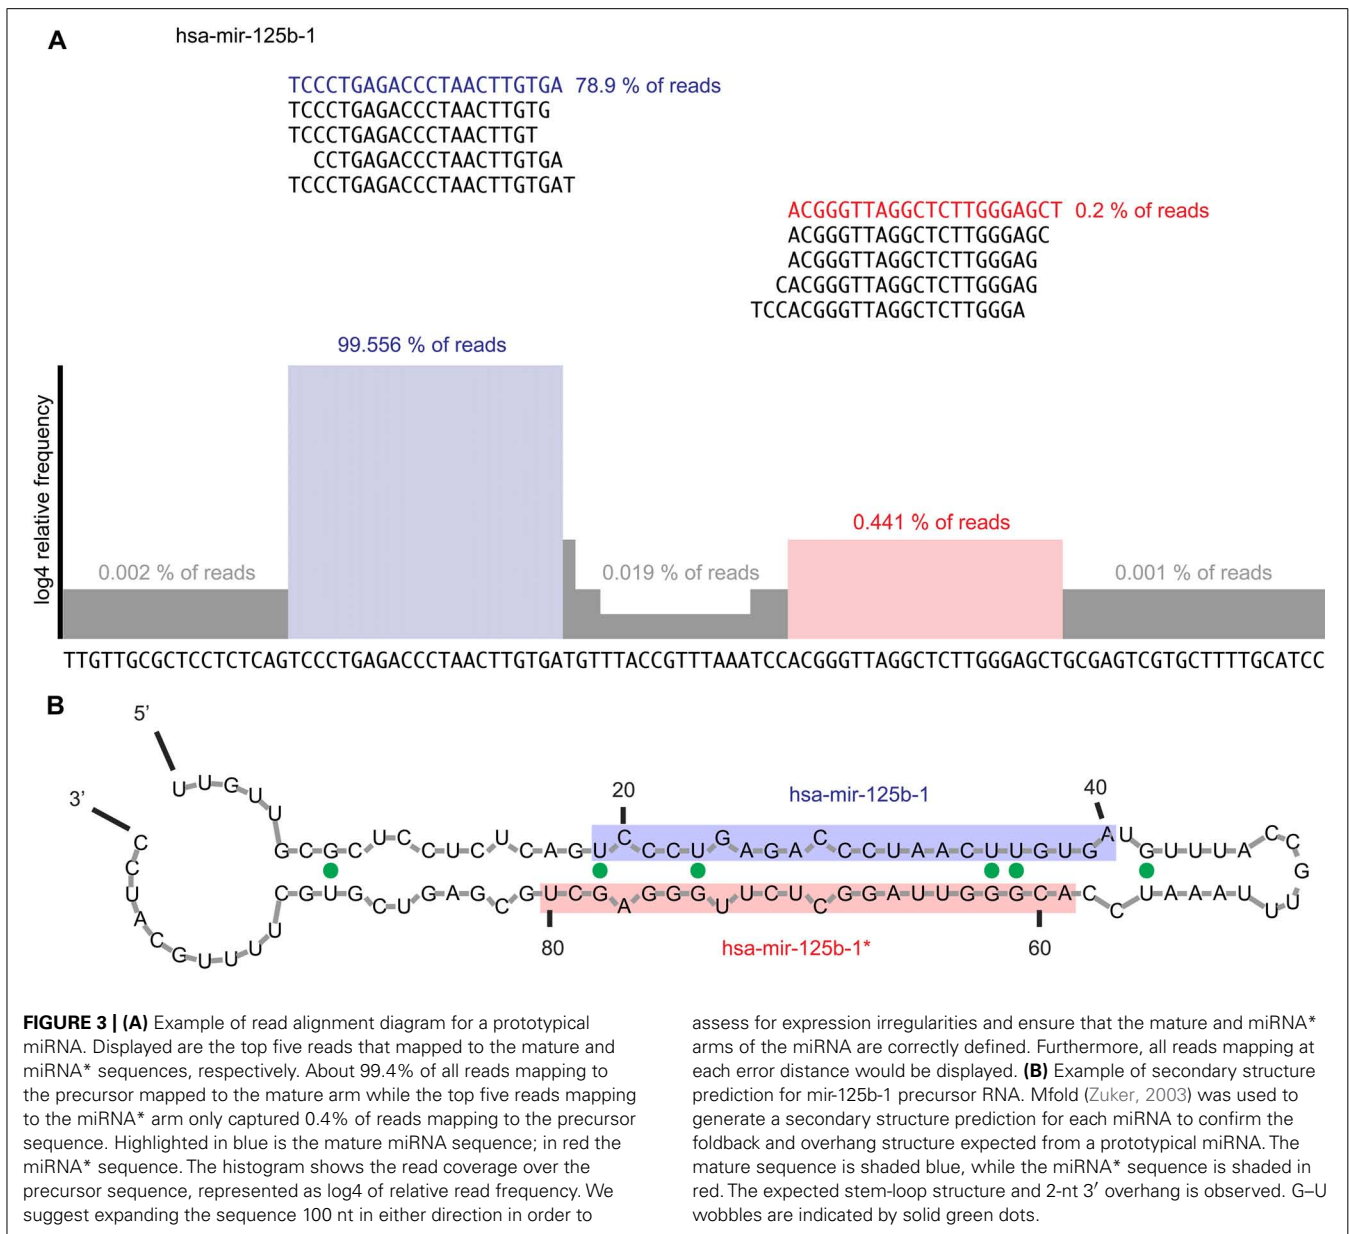 A
hsa-mir-125b-1
TCCCTGAGACCCTAACTTGTGA 78.9 % of reads
TCCCTGAGACCCTAACTTGTG
TCCCTGAGACCCTAACTTGT
CCTGAGACCCTAACTTGTGA
TCCCTGAGACCCTAACTTGTGAT
ACGGGTTAGGCTCTTGGGAGCT 0.2 % of reads
ACGGGTTAGGCTCTTGGGAGC
ACGGGTTAGGCTCTTGGGAG
CACGGGTTAGGCTCTTGGGAG
TCCACGGGTTAGGCTCTTGGGA
99.556 % of reads
0.441 % of reads
0.002 % of reads
0.019 % of reads
0.001 % of reads
log4 relative frequency
TTGTTGCGCTCCTCTCAGTCCCTGAGACCCTAACTTGTGATGTTTACCGTTTAAATCCACGGGTTAGGCTCTTGGGAGCTGCGAGTCGTGCTTTTGCATCC
B
5’
3’
20
hsa-mir-125b-1
40
UUGUUGCGCUCCUCUCAGUCCCUGAGACCCUAACUUGUGAUGUUUACCG
CCUACGUUUUCGUGCUGAGCGUCGAGGGUUCUCGGAUUGGGCACCUAAAUUU
80
hsa-mir-125b-1*
60
FIGURE 3 | (A) Example of read alignment diagram for a prototypical
miRNA. Displayed are the top five reads that mapped to the mature and
miRNA* sequences, respectively. About 99.4% of all reads mapping to
the precursor mapped to the mature arm while the top five reads mapping
to the miRNA* arm only captured 0.4% of reads mapping to the precursor
sequence. Highlighted in blue is the mature miRNA sequence; in red the
miRNA* sequence. The histogram shows the read coverage over the
precursor sequence, represented as log4 of relative read frequency. We
suggest expanding the sequence 100 nt in either direction in order to
assess for expression irregularities and ensure that the mature and miRNA*
arms of the miRNA are correctly defined. Furthermore, all reads mapping at
each error distance would be displayed. (B) Example of secondary structure
prediction for mir-125b-1 precursor RNA. Mfold (Zuker, 2003) was used to
generate a secondary structure prediction for each miRNA to confirm the
foldback and overhang structure expected from a prototypical miRNA. The
mature sequence is shaded blue, while the miRNA* sequence is shaded in
red. The expected stem-loop structure and 2-nt 3′ overhang is observed. G–U
wobbles are indicated by solid green dots.